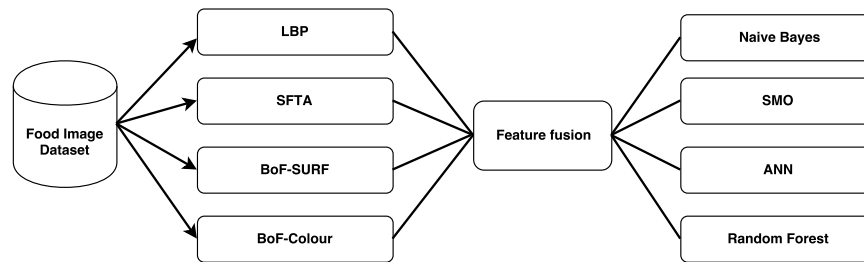 Food Image
Dataset
LBP
SFTA
BoF-SURF
BoF-Colour
Feature fusion
Naive Bayes
SMO
ANN
Random Forest